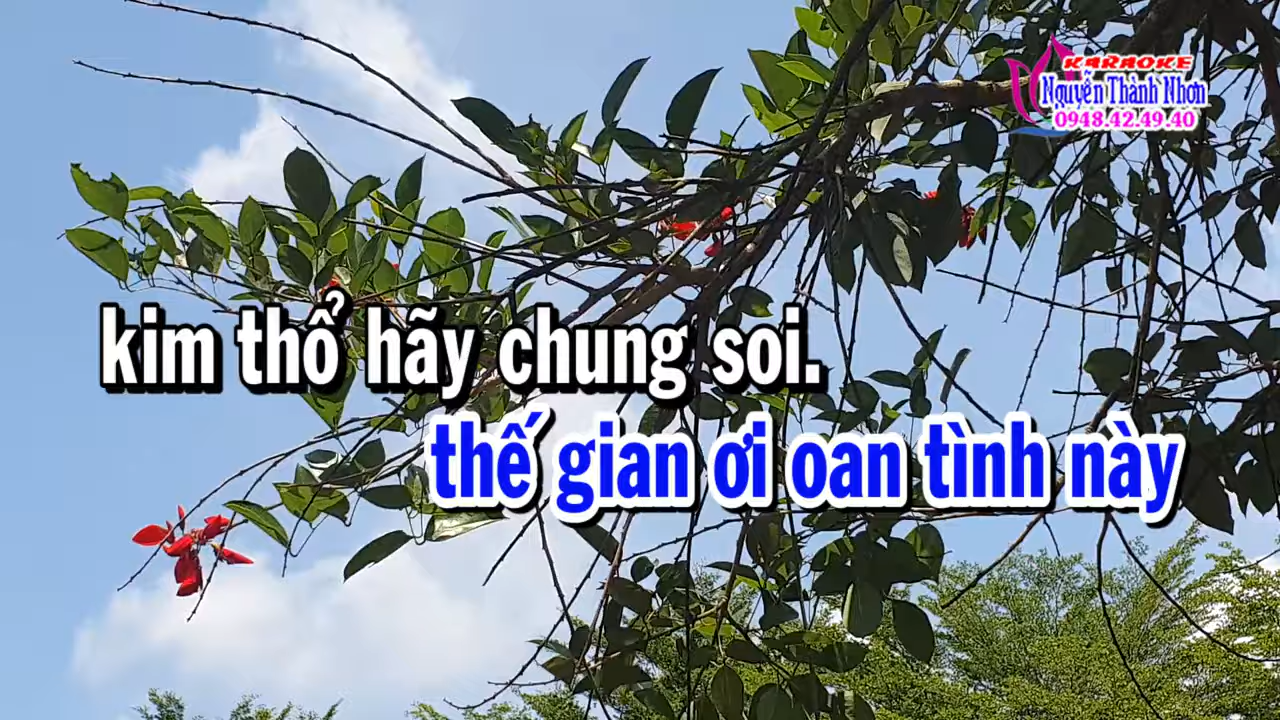 KARAOKE
Nguyễn Thành Nhơn
0948.42.49.40
kim thổ hãy chung soi.
thế gian ơi oan tình này